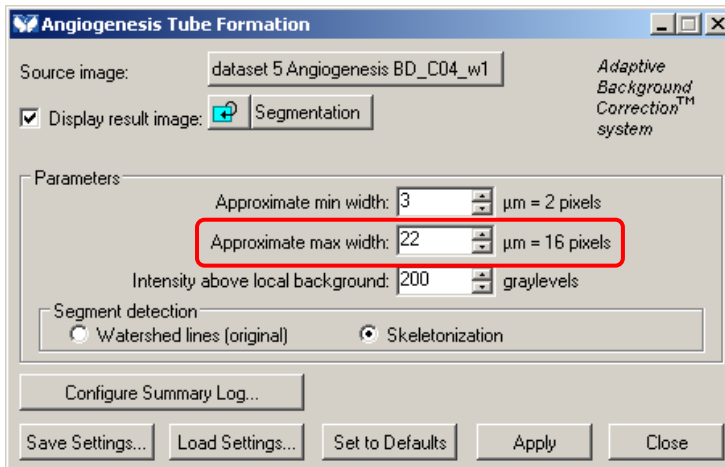 Angiogenesis Tube Formation
Source image: dataset 5 Angiogenesis BD_C04_w1
Adaptive
Background
Correction™
system
Display result image: Segmentation
Parameters
Approximate min width: 3 µm = 2 pixels
Approximate max width: 22 µm = 16 pixels
Intensity above local background: 200 graylevels
Segment detection
Watershed lines (original) Skeletonization
Configure Summary Log...
Save Settings... Load Settings... Set to Defaults Apply Close